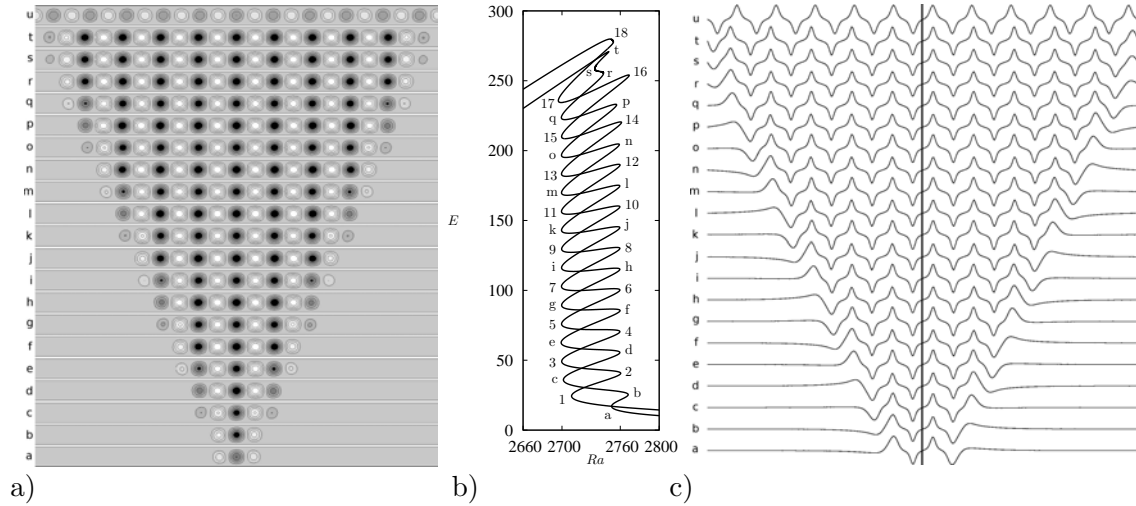 u
t
s
r
q
p
o
n
m
l
k
j
i
h
g
f
e
d
c
b
a
a)
300
250
200
150
100
50
0
E
2660
2700
2760
2800
Ra
18
t
s
r
16
17
q
p
15
14
o
n
13
12
m
l
11
10
k
j
9
8
i
h
7
6
g
f
5
4
e
d
3
2
c
b
1
a
b)
u
t
s
r
q
p
o
n
m
l
k
j
i
h
g
f
e
d
c
b
a
c)